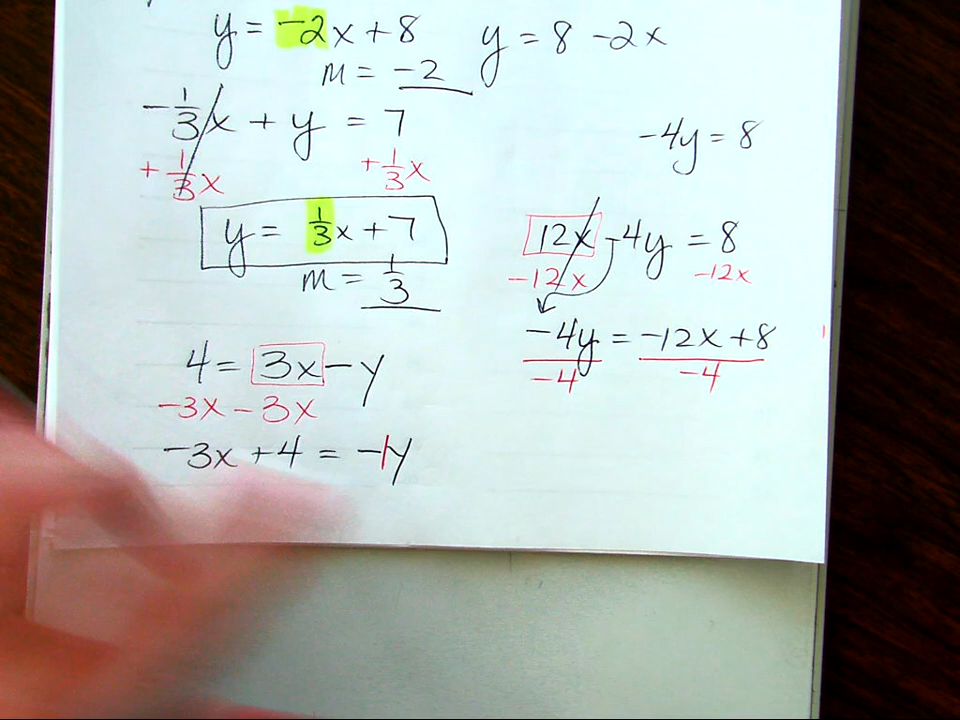 y = -2x + 8
y = 8 - 2x
m = -2
-1/3x + y = 7
+1/3x +1/3x
y = 1/3x + 7
m = 1/3
4 = 3x - y
-3x - 3x
-3x + 4 = -1y
-4y = 8
12x - 4y = 8
-12x -12x
-4y = -12x + 8
-4 -4